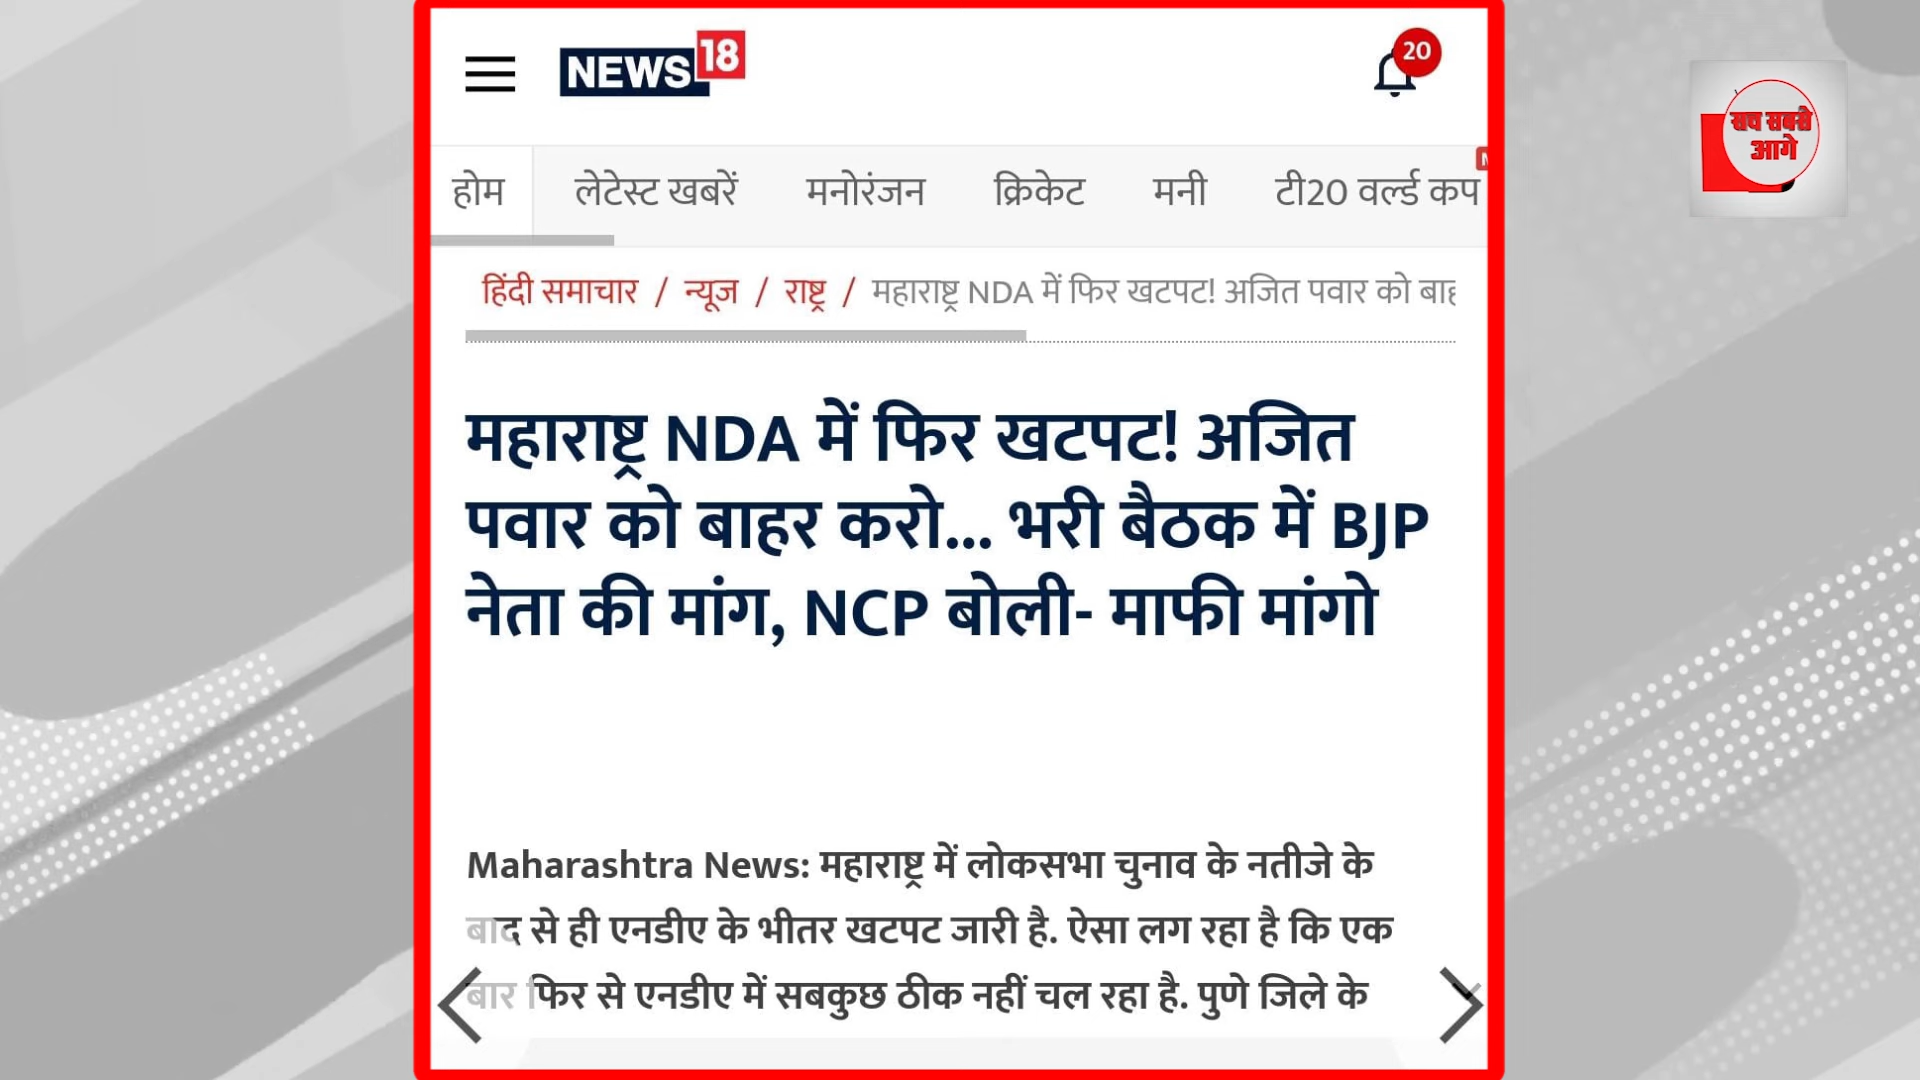 NEWS18
20
सच सबसे
आगे
होम लेटेस्ट खबरें मनोरंजन क्रिकेट मनी टी20 वर्ल्ड कप
हिंदी समाचार / न्यूज / राष्ट्र / महाराष्ट्र NDA में फिर खटपट! अजित पवार को
महाराष्ट्र NDA में फिर खटपट! अजित
पवार को बाहर करो... भरी बैठक में BJP
नेता की मांग, NCP बोली- माफी मांगो
Maharashtra News: महाराष्ट्र में लोकसभा चुनाव के नतीजे के
बाद से ही एनडीए के भीतर खटपट जारी है. ऐसा लग रहा है कि एक
बार फिर से एनडीए में सबकुछ ठीक नहीं चल रहा है. पुणे जिले के